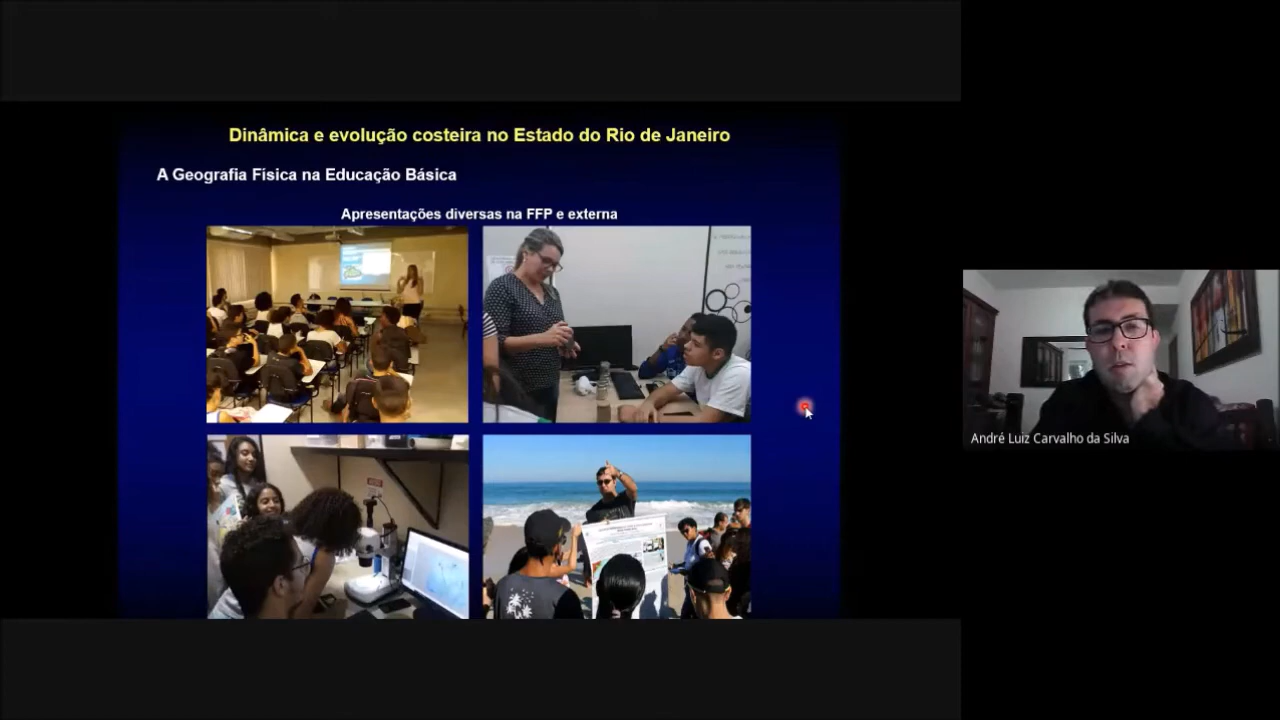 Dinâmica e evolução costeira no Estado do Rio de Janeiro
A Geografia Física na Educação Básica
Apresentações diversas na FFP e externa
André Luiz Carvalho da Silva